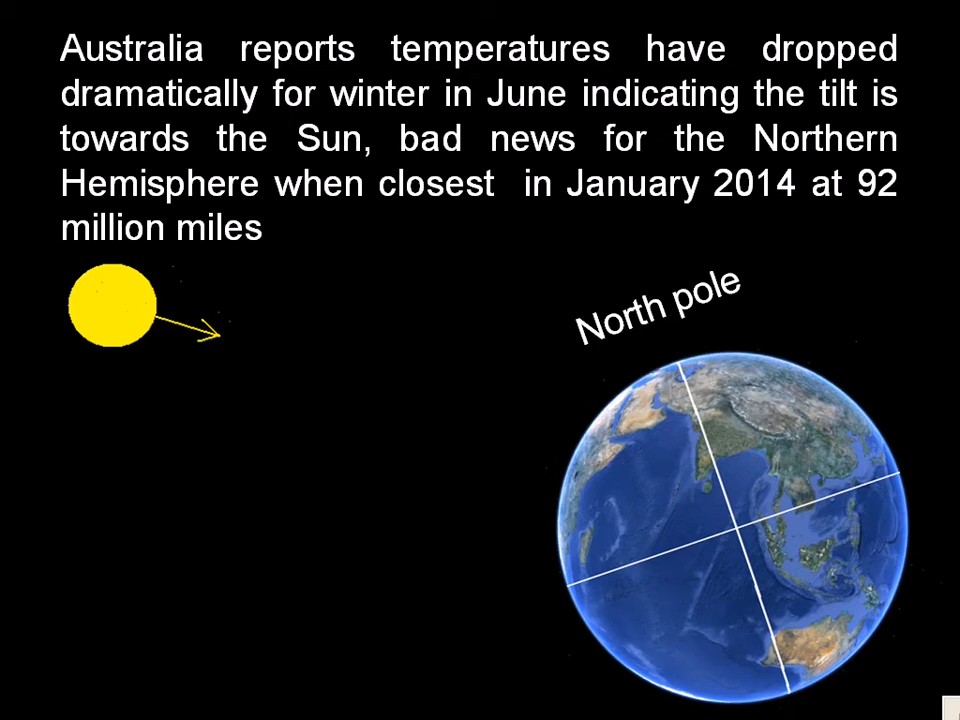 Australia reports temperatures have dropped
dramatically for winter in June indicating the tilt is
towards the Sun, bad news for the Northern
Hemisphere when closest in January 2014 at 92
million miles
North pole